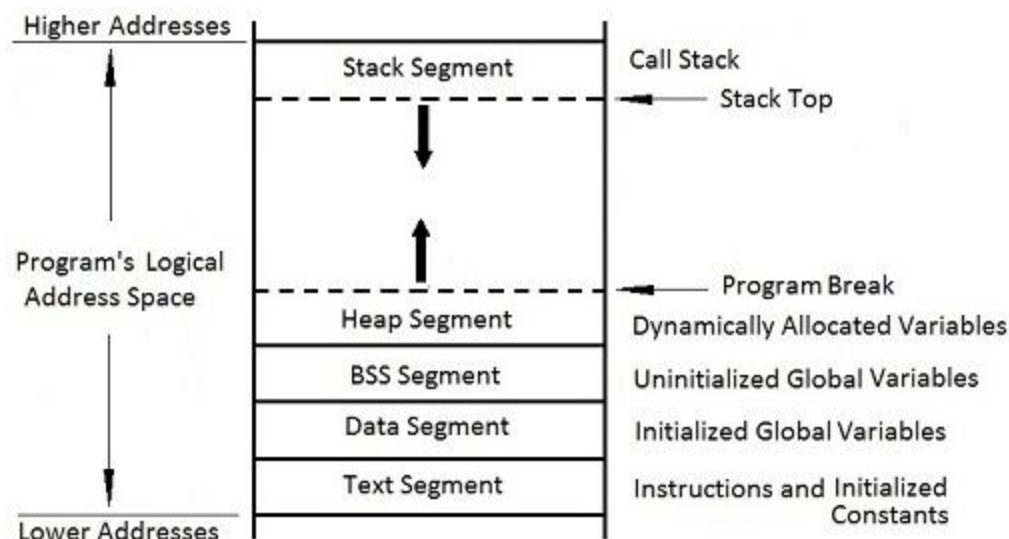 Higher Addresses
Stack Segment
Call Stack
Stack Top
Program's Logical
Address Space
Program Break
Heap Segment
Dynamically Allocated Variables
BSS Segment
Uninitialized Global Variables
Data Segment
Initialized Global Variables
Text Segment
Instructions and Initialized
Constants
Lower Addresses